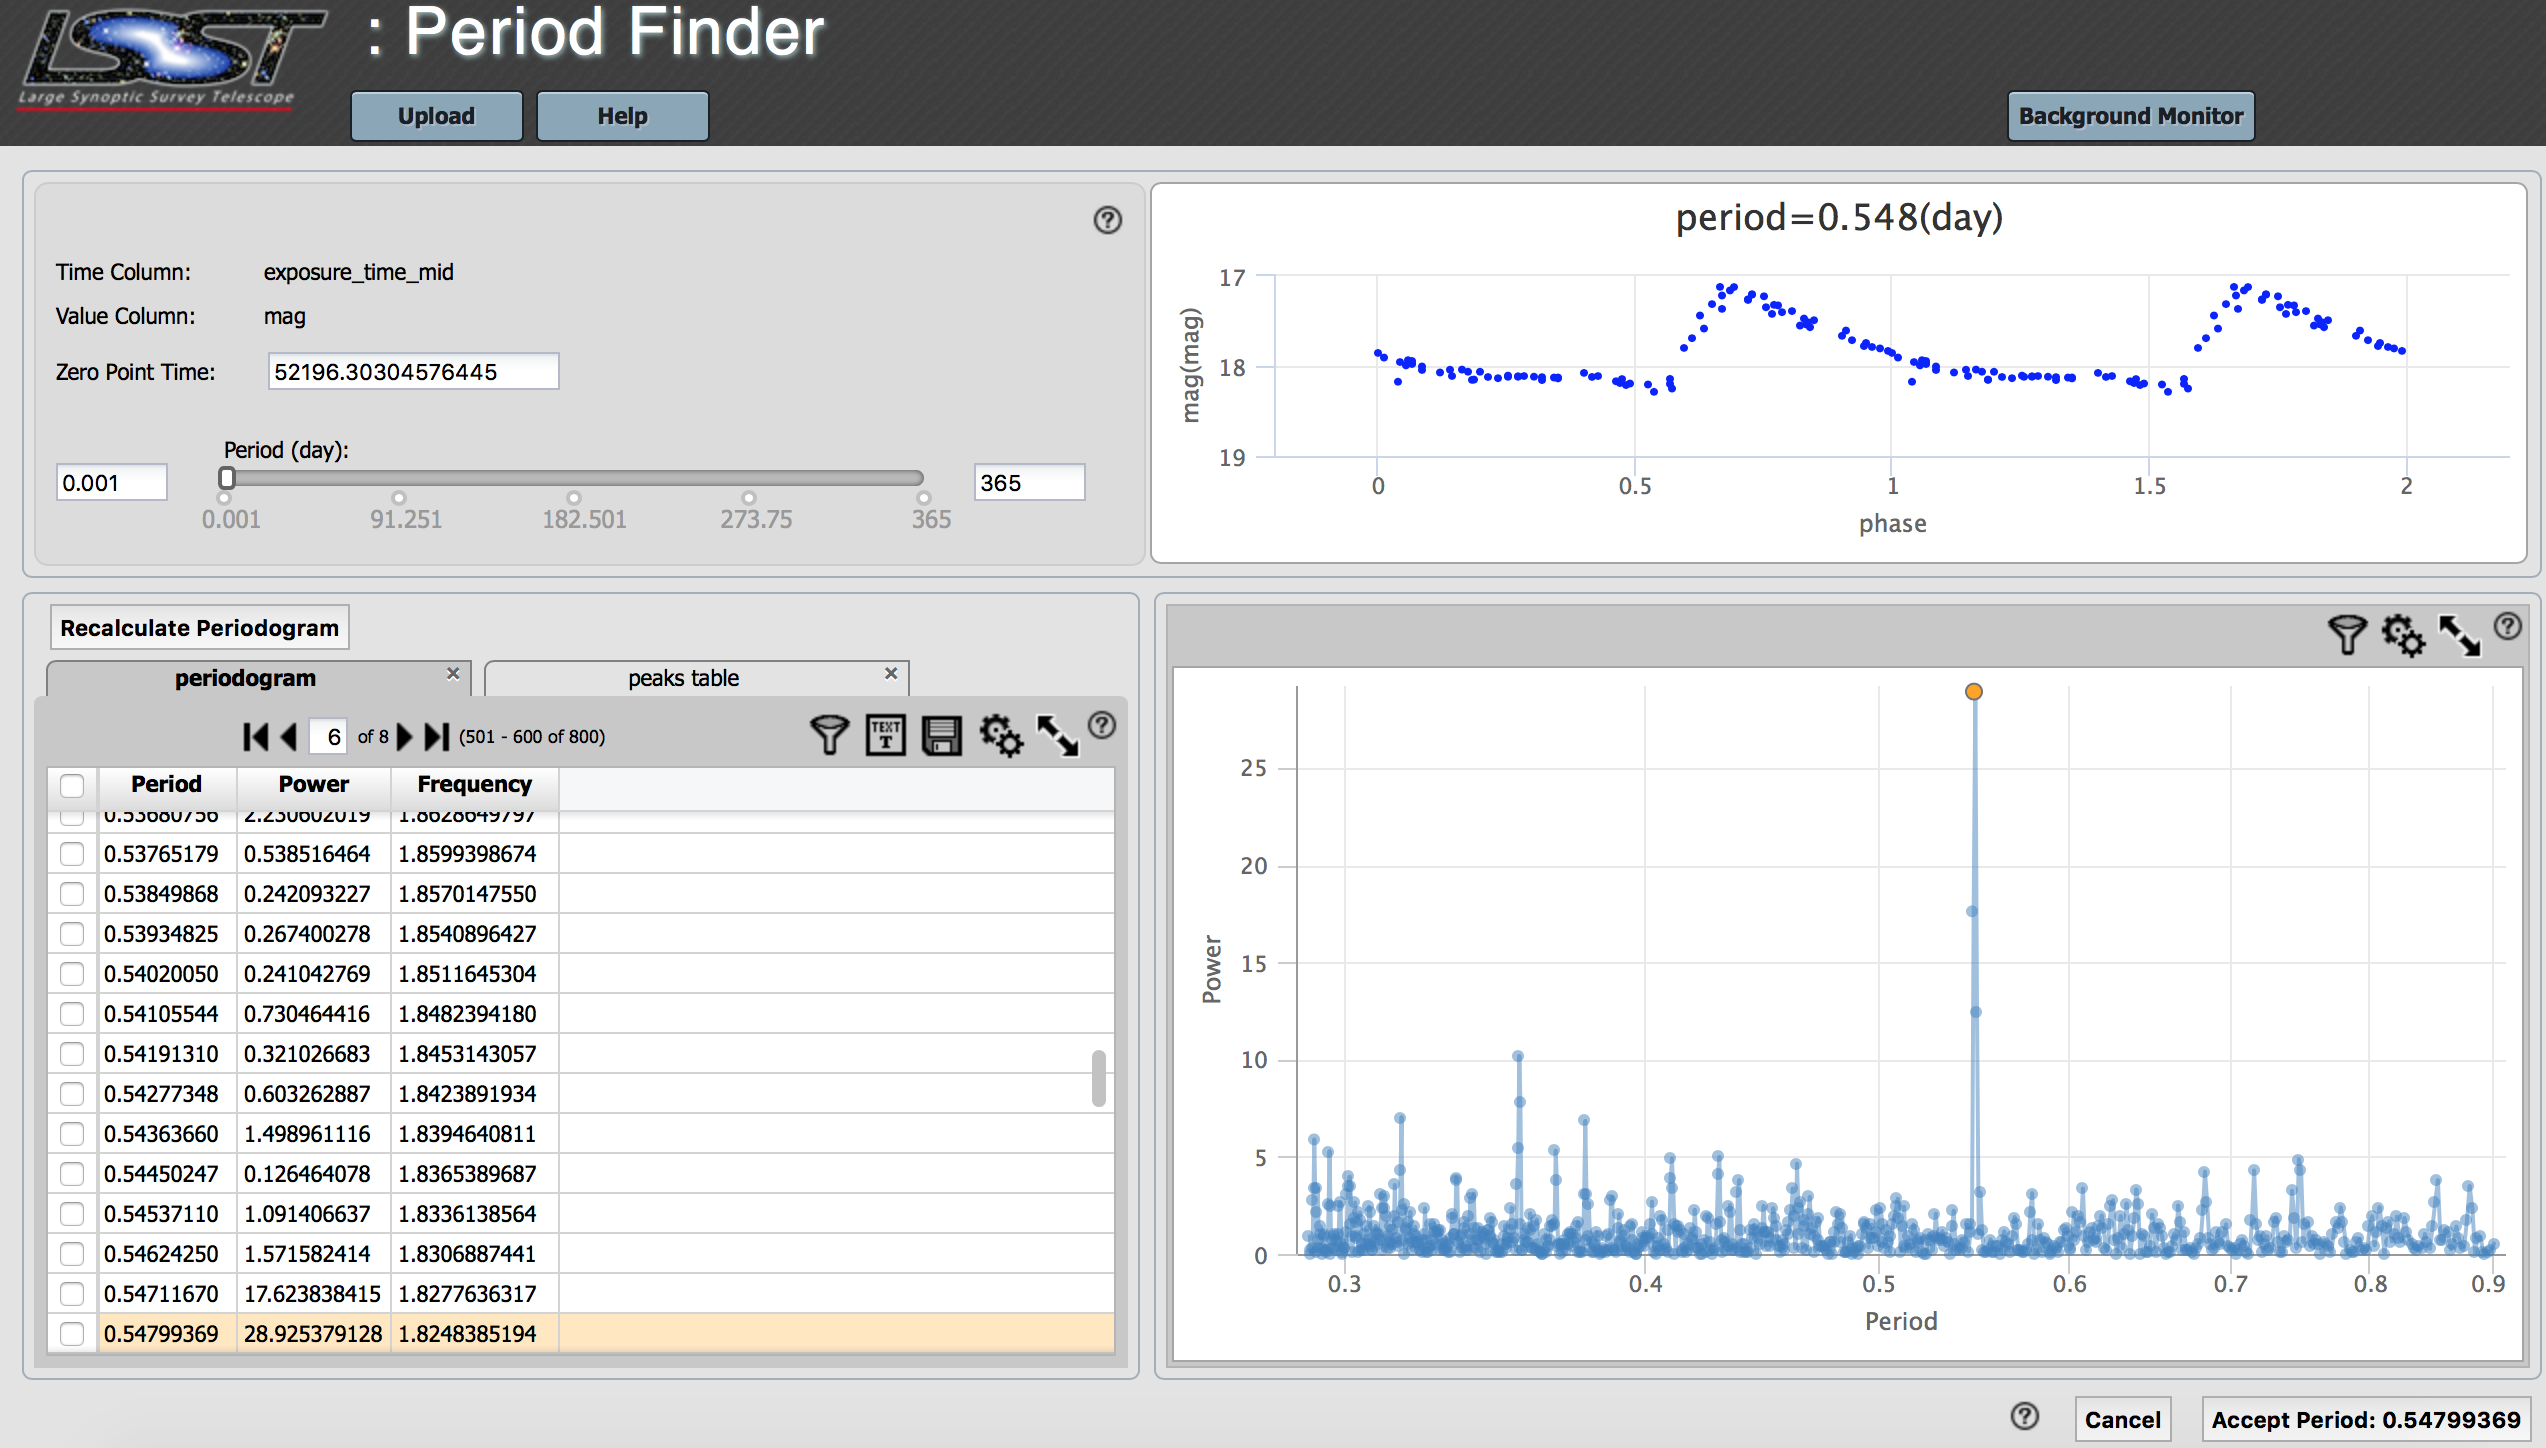 LSST : Period Finder
Large Synoptic Survey Telescope
Upload Help Background Monitor
Time Column: exposure_time_mid
Value Column: mag
Zero Point Time: 52196.30304576445
Period (day):
0.001 365
0.001 91.251 182.501 273.75 365
period=0.548(day)
17
18
19
mag(mag)
0 0.5 1 1.5 2
phase
Recalculate Periodogram
periodogram peaks table
6 of 8 (501 - 600 of 800)
TEXT
T
Period Power Frequency
0.53680756 2.230602019 1.8628649797
0.53765179 0.538516464 1.8599398674
0.53849868 0.242093227 1.8570147550
0.53934825 0.267400278 1.8540896427
0.54020050 0.241042769 1.8511645304
0.54105544 0.730464416 1.8482394180
0.54191310 0.321026683 1.8453143057
0.54277348 0.603262887 1.8423891934
0.54363660 1.498961116 1.8394640811
0.54450247 0.126464078 1.8365389687
0.54537110 1.091406637 1.8336138564
0.54624250 1.571582414 1.8306887441
0.54711670 17.623838415 1.8277636317
0.54799369 28.925379128 1.8248385194
25
20
15
10
5
0
Power
0.3 0.4 0.5 0.6 0.7 0.8 0.9
Period
Cancel Accept Period: 0.54799369